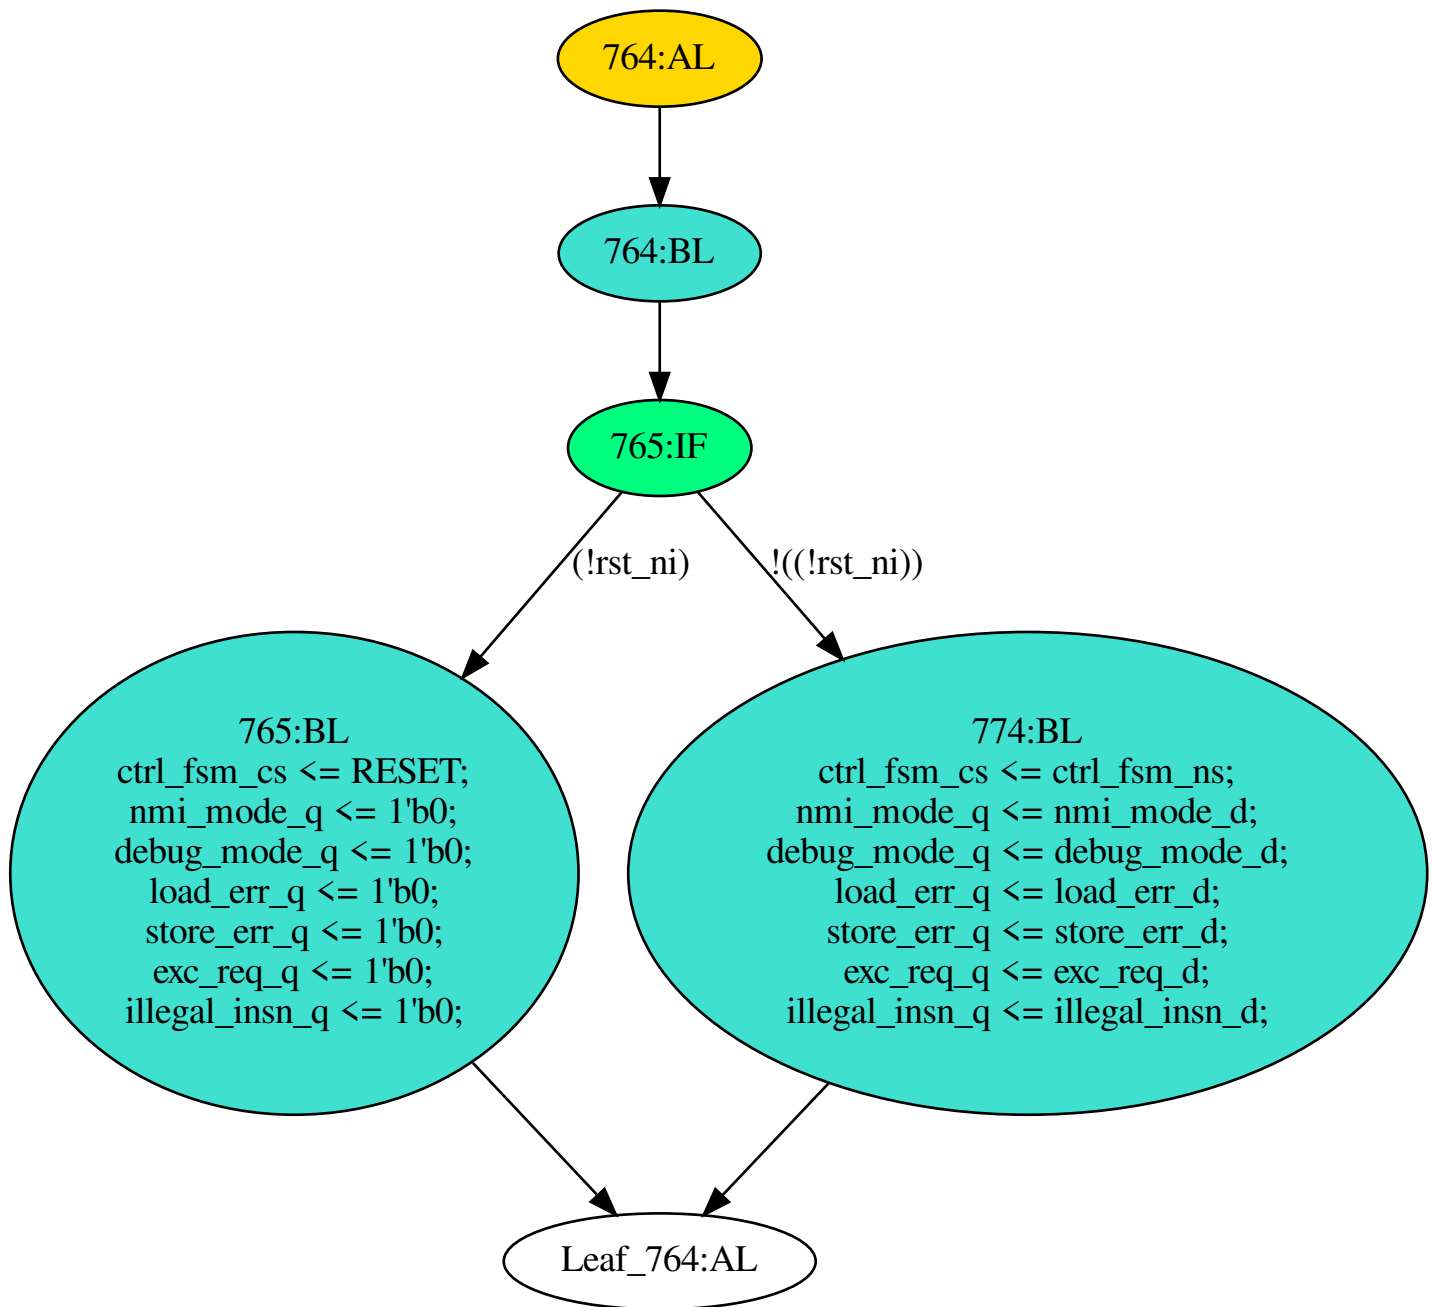 764:AL
764:BL
765:IF
(!rst_ni)
!((!rst_ni))
765:BL
ctrl_fsm_cs <= RESET;
nmi_mode_q <= 1'b0;
debug_mode_q <= 1'b0;
load_err_q <= 1'b0;
store_err_q <= 1'b0;
exc_req_q <= 1'b0;
illegal_insn_q <= 1'b0;
774:BL
ctrl_fsm_cs <= ctrl_fsm_ns;
nmi_mode_q <= nmi_mode_d;
debug_mode_q <= debug_mode_d;
load_err_q <= load_err_d;
store_err_q <= store_err_d;
exc_req_q <= exc_req_d;
illegal_insn_q <= illegal_insn_d;
Leaf_764:AL